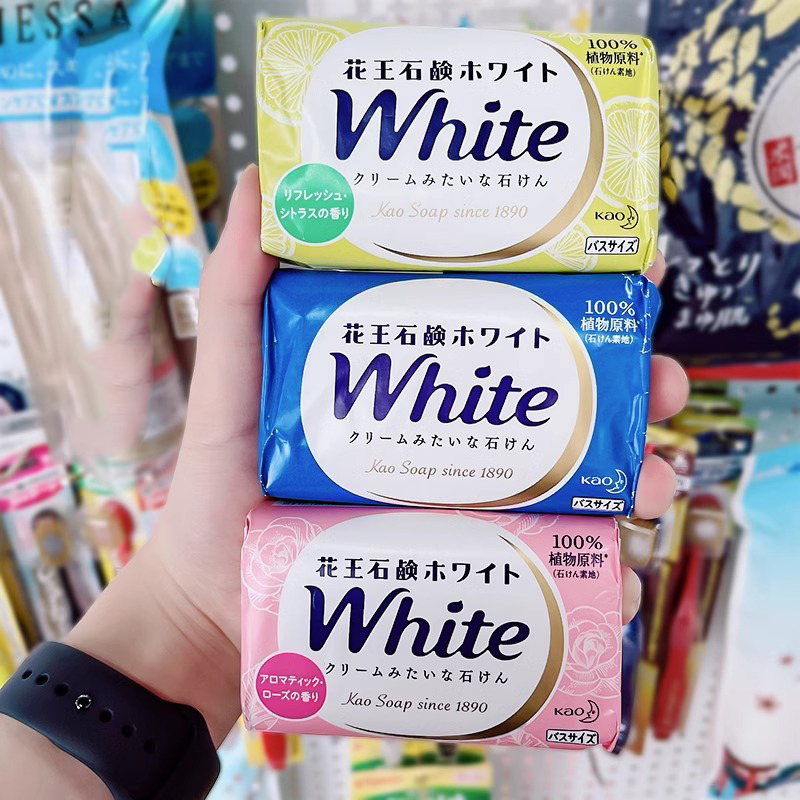 NESSA
100%
植物原料*
(石けん素地)
花王石鹸ホワイト
White
クリームみたいな石けん
リフレッシュ・
シトラスの香り
Kao Soap since 1890
Kao
バスサイズ
100%
植物原料*
(石けん素地)
花王石鹸ホワイト
White
クリームみたいな石けん
Kao Soap since 1890
Kao
バスサイズ
100%
植物原料*
(石けん素地)
花王石鹸ホワイト
White
クリームみたいな石けん
アロマティック・
ローズの香り
Kao Soap since 1890
Kao
バスサイズ